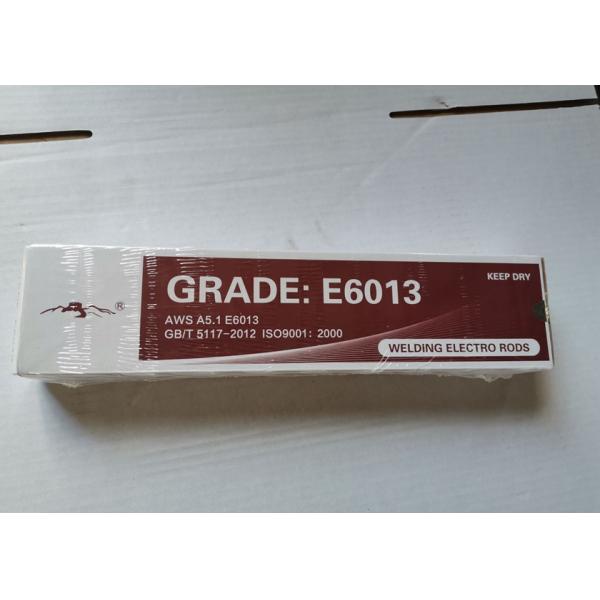 ®
GRADE: E6013
KEEP DRY
AWS A5.1 E6013
GB/T 5117-2012 ISO9001: 2000
WELDING ELECTRO RODS